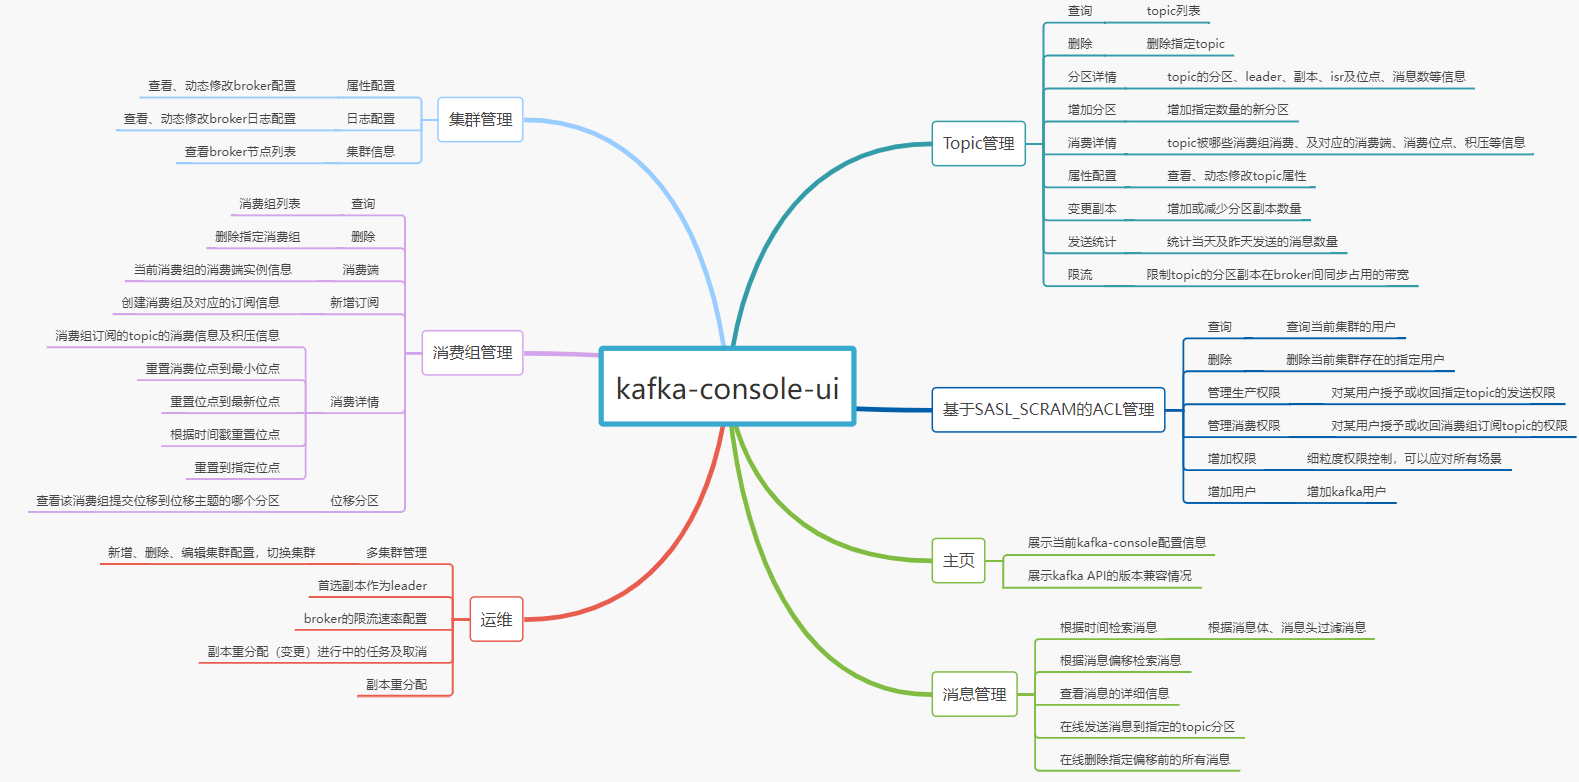 kafka-console-ui
集群管理
属性配置
查看、动态修改broker配置
日志配置
查看、动态修改broker日志配置
集群信息
查看broker节点列表
消费组管理
查询
消费组列表
删除
删除指定消费组
消费端
当前消费组的消费端实例信息
新增订阅
创建消费组及对应的订阅信息
消费详情
消费组订阅的topic的消费信息及积压信息
重置消费位点到最小位点
重置位点到最新位点
根据时间戳重置位点
重置到指定位点
位移分区
查看该消费组提交位移到位移主题的哪个分区
运维
多集群管理
新增、删除、编辑集群配置，切换集群
首选副本作为leader
broker的限流速率配置
副本重分配（变更）进行中的任务及取消
副本重分配
Topic管理
查询
topic列表
删除
删除指定topic
分区详情
topic的分区、leader、副本、isr及位点、消息数等信息
增加分区
增加指定数量的新分区
消费详情
topic被哪些消费组消费、及对应的消费端、消费位点、积压等信息
属性配置
查看、动态修改topic属性
变更副本
增加或减少分区副本数量
发送统计
统计当天及昨天发送的消息数量
限流
限制topic的分区副本在broker间同步占用的带宽
基于SASL_SCRAM的ACL管理
查询
查询当前集群的用户
删除
删除当前集群存在的指定用户
管理生产权限
对某用户授予或收回指定topic的发送权限
管理消费权限
对某用户授予或收回消费组订阅topic的权限
增加权限
细粒度权限控制，可以应对所有场景
增加用户
增加kafka用户
主页
展示当前kafka-console配置信息
展示kafka API的版本兼容情况
消息管理
根据时间检索消息
根据消息体、消息头过滤消息
根据消息偏移检索消息
查看消息的详细信息
在线发送消息到指定的topic分区
在线删除指定偏移前的所有消息